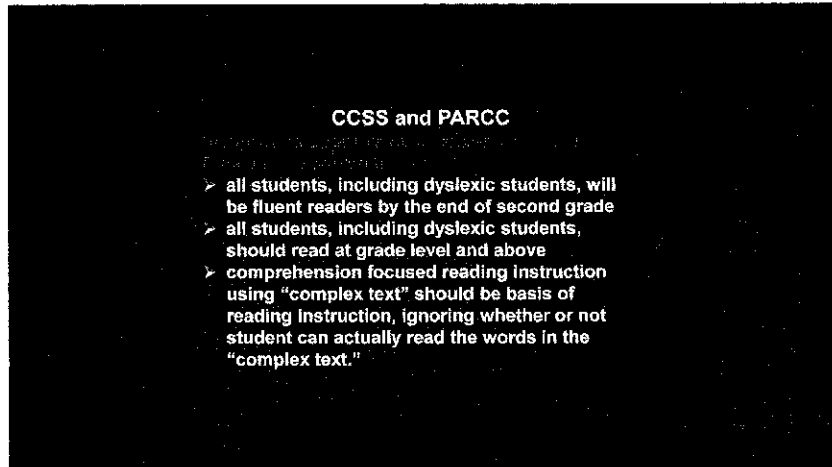 CCSS and PARCC
➢ all students, including dyslexic students, will
be fluent readers by the end of second grade
➢ all students, including dyslexic students,
should read at grade level and above
➢ comprehension focused reading instruction
using “complex text” should be basis of
reading instruction, ignoring whether or not
student can actually read the words in the
“complex text.”